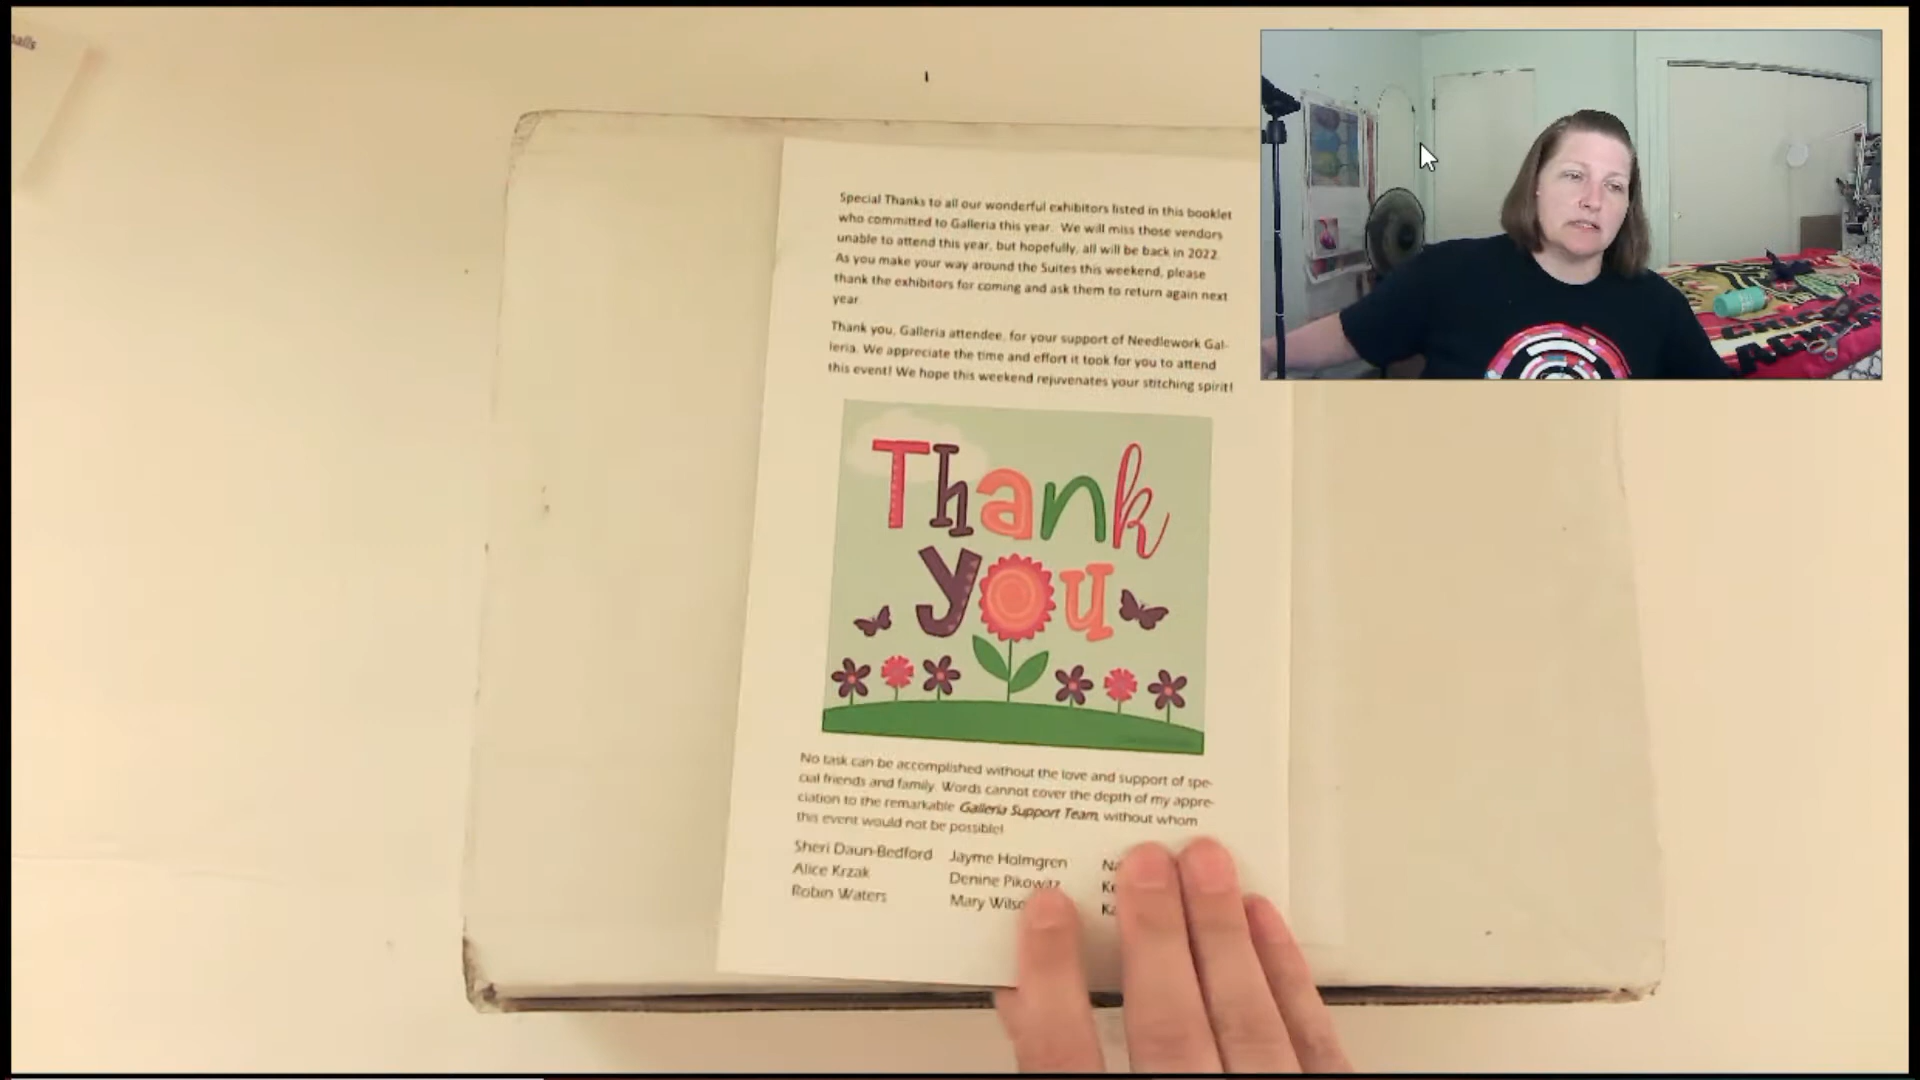 Special Thanks to all our wonderful exhibitors listed in this booklet
who committed to Galleria this year. We will miss those vendors
unable to attend this year, but hopefully, all will be back in 2022.
As you make your way around the Suites this weekend, please
thank the exhibitors for coming and ask them to return again next
year.
Thank you, Galleria attendee, for your support of Needlework Gal-
leria. We appreciate the time and effort it took for you to attend
this event! We hope this weekend rejuvenates your stitching spirit!
Thank
you
No task can be accomplished without the love and support of spe-
cial friends and family. Words cannot cover the depth of my appre-
ciation to the remarkable Galleria Support Team, without whom
this event would not be possible!
Sheri Daun-Bedford Jayme Holmgren
Alice Krzak Denine Pikowaz
Robin Waters Mary